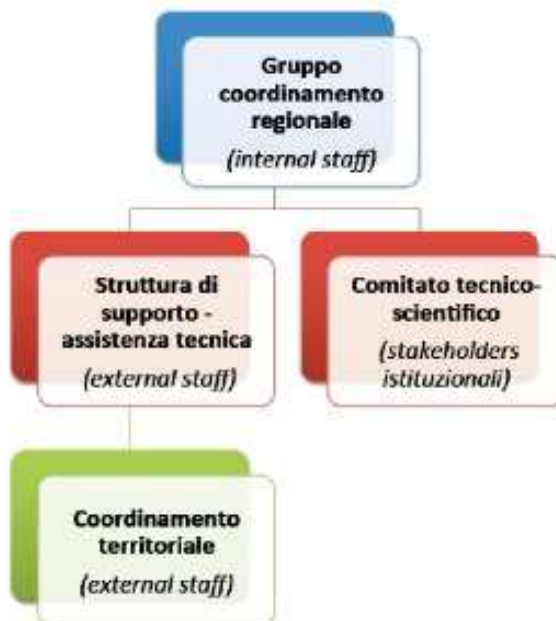 Gruppo
coordinamento
regionale
(internal staff)
Struttura di
supporto -
assistenza tecnica
(external staff)
Comitato tecnico-
scientifico
(stakeholders
istituzionali)
Coordinamento
territoriale
(external staff)